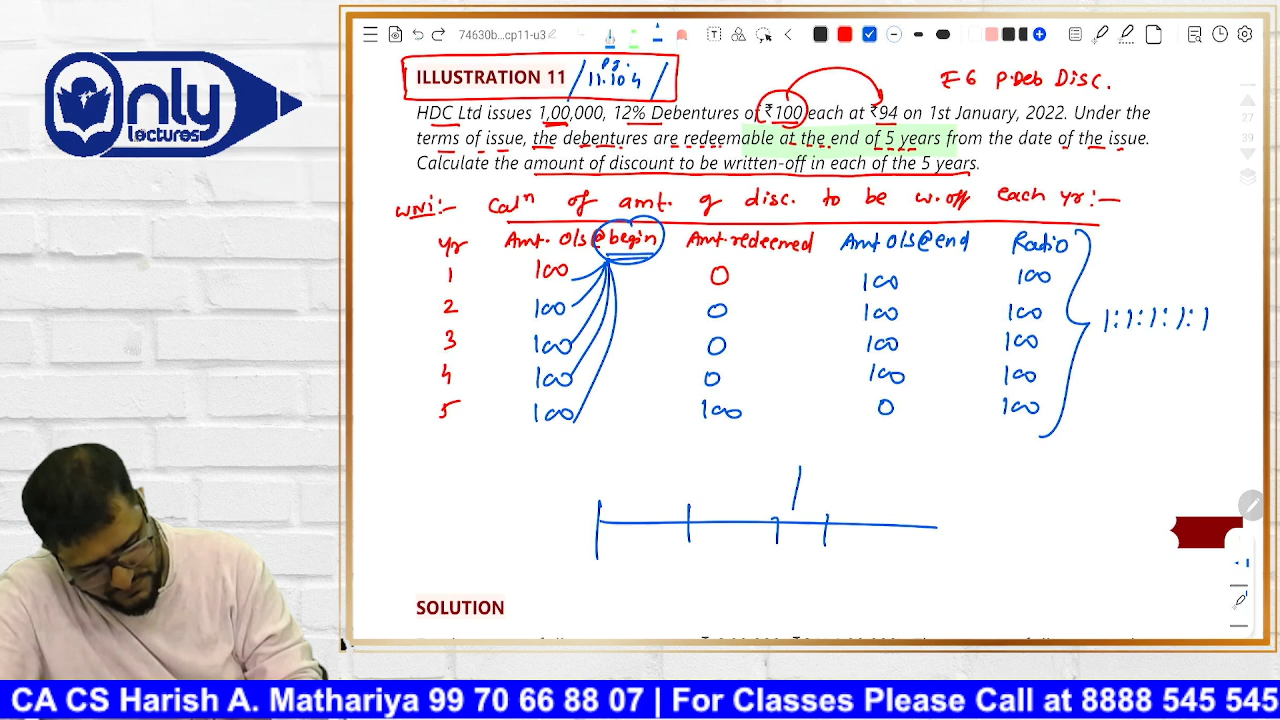 Only
Lectures
74630b...cp11-u3
ILLUSTRATION 11
Pg.
11.104
₹6 P. Deb Disc.
HDC Ltd issues 1,00,000, 12% Debentures of ₹100 each at ₹94 on 1st January, 2022. Under the
terms of issue, the debentures are redeemable at the end of 5 years from the date of the issue.
Calculate the amount of discount to be written-off in each of the 5 years.
WN1:- Calⁿ of amt. of disc. to be w.off each yr:-
yr Amt. o/s @ begin Amt. redeemed Amt o/s @ end Ratio
1 100 0 100 100
2 100 0 100 100
3 100 0 100 100
4 100 0 100 100
5 100 100 0 100
1:1:1:1:1
SOLUTION
27
39
CA CS Harish A. Mathariya 99 70 66 88 07 | For Classes Please Call at 8888 545 545